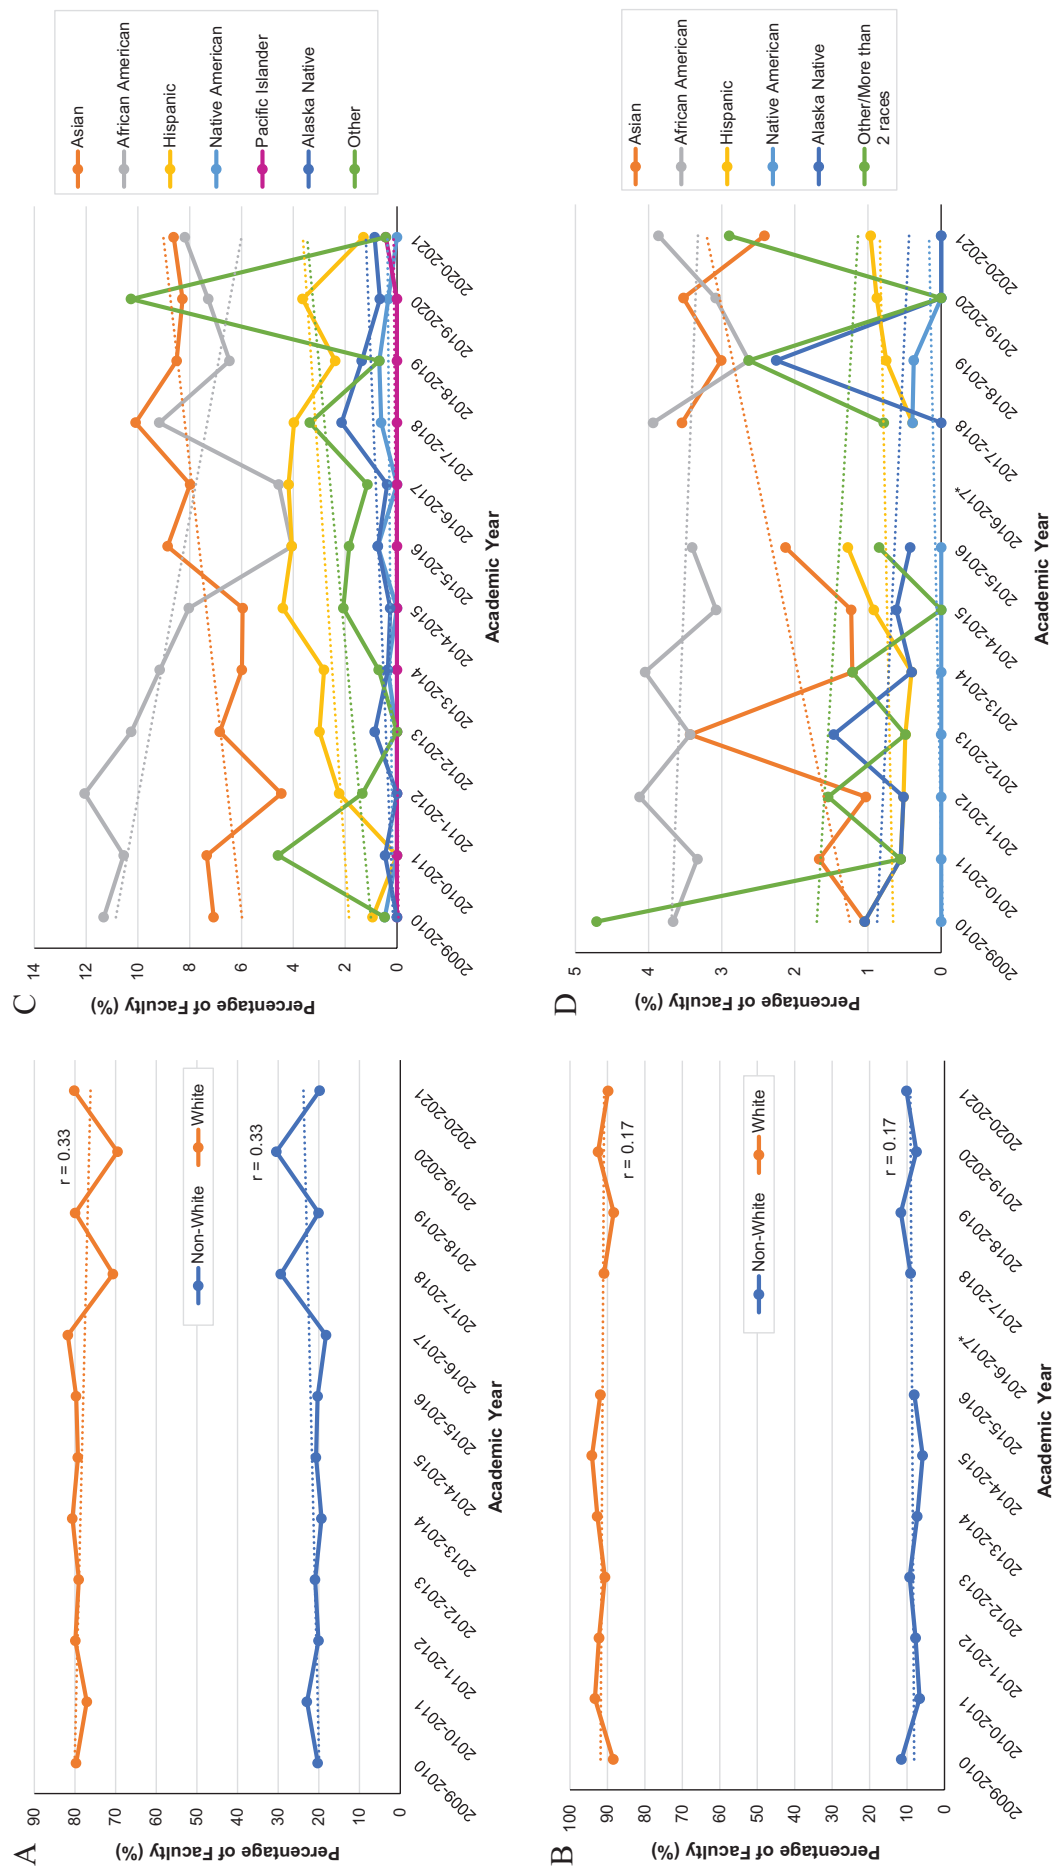 A
Percentage of Faculty (%)
90
80
70
60
50
40
30
20
10
0
r = 0.33
r = 0.33
Non-White
White
2009-2010
2010-2011
2011-2012
2012-2013
2013-2014
2014-2015
2015-2016
2016-2017
2017-2018
2018-2019
2019-2020
2020-2021
Academic Year
B
Percentage of Faculty (%)
100
90
80
70
60
50
40
30
20
10
0
r = 0.17
r = 0.17
Non-White
White
2009-2010
2010-2011
2011-2012
2012-2013
2013-2014
2014-2015
2015-2016
2016-2017*
2017-2018
2018-2019
2019-2020
2020-2021
Academic Year
C
Percentage of Faculty (%)
14
12
10
8
6
4
2
0
2009-2010
2010-2011
2011-2012
2012-2013
2013-2014
2014-2015
2015-2016
2016-2017
2017-2018
2018-2019
2019-2020
2020-2021
Academic Year
Asian
African American
Hispanic
Native American
Pacific Islander
Alaska Native
Other
D
Percentage of Faculty (%)
5
4
3
2
1
0
2009-2010
2010-2011
2011-2012
2012-2013
2013-2014
2014-2015
2015-2016
2016-2017*
2017-2018
2018-2019
2019-2020
2020-2021
Academic Year
Asian
African American
Hispanic
Native American
Alaska Native
Other/More than
2 races